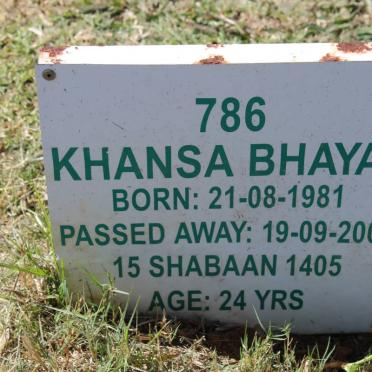 786
KHANSA BHAYA
BORN: 21-08-1981
PASSED AWAY: 19-09-200
15 SHABAAN 1405
AGE: 24 YRS